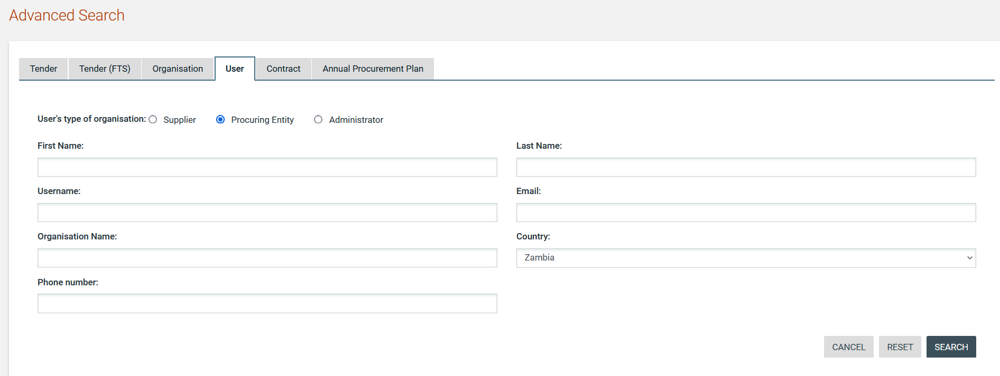 Advanced Search
Tender Tender (FTS) Organisation User Contract Annual Procurement Plan
User's type of organisation: Supplier Procuring Entity Administrator
First Name: Last Name:
Username: Email:
Organisation Name: Country:
Zambia
Phone number:
CANCEL RESET SEARCH